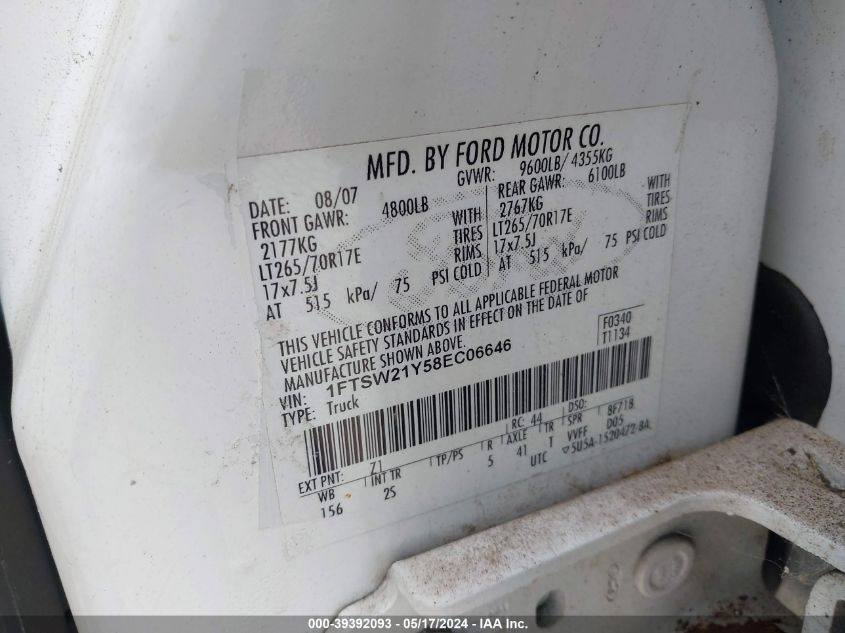 MFD. BY FORD MOTOR CO.
DATE: 08/07 GVWR: 9600LB/ 4355KG
FRONT GAWR: 4800LB REAR GAWR: 6100LB
2177KG WITH 2767KG WITH
LT265/70R17E TIRES LT265/70R17E TIRES
17x7.5J RIMS 17x7.5J RIMS
AT 515 kPa/ 75 PSI COLD AT 515 kPa/ 75 PSI COLD
THIS VEHICLE CONFORMS TO ALL APPLICABLE FEDERAL MOTOR
VEHICLE SAFETY STANDARDS IN EFFECT ON THE DATE OF
MANUFACTURE SHOWN ABOVE.
F0340
T1134
VIN: 1FTSW21Y58EC06646
TYPE: Truck
RC: 44 DSO:
EXT PNT: Z1 8F718
WB INT TR TP/PS R AXLE TR SPR
156 2S 5 41 T VVFF D05
UTC 5U5A-1520472-BA
000-39392093 - 05/17/2024 - IAA Inc.